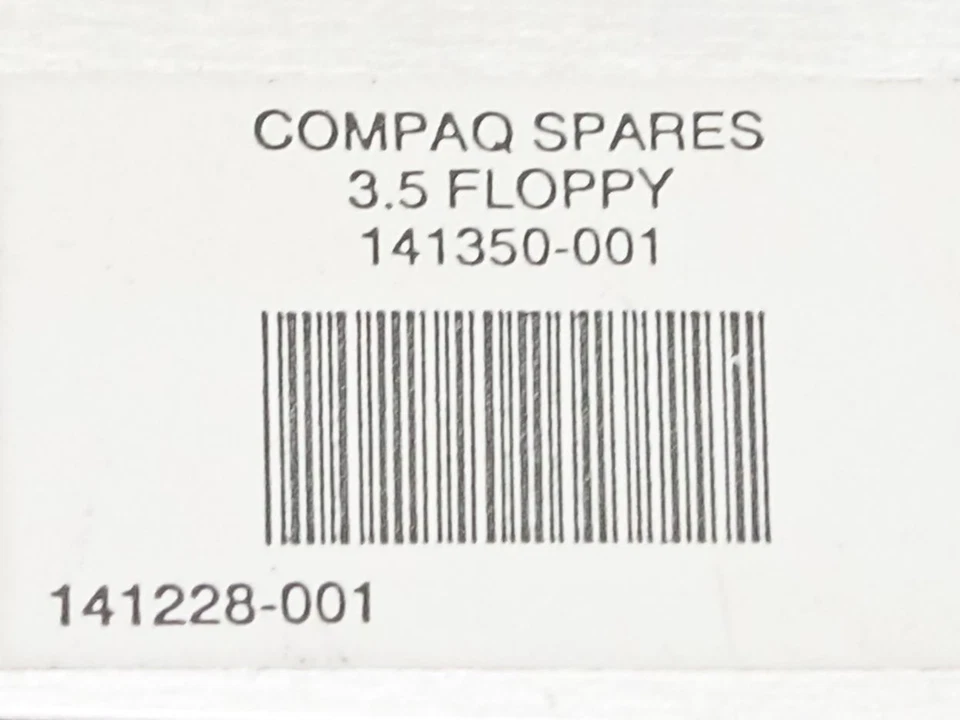 COMPAQ SPARES
3.5 FLOPPY
141350-001
141228-001